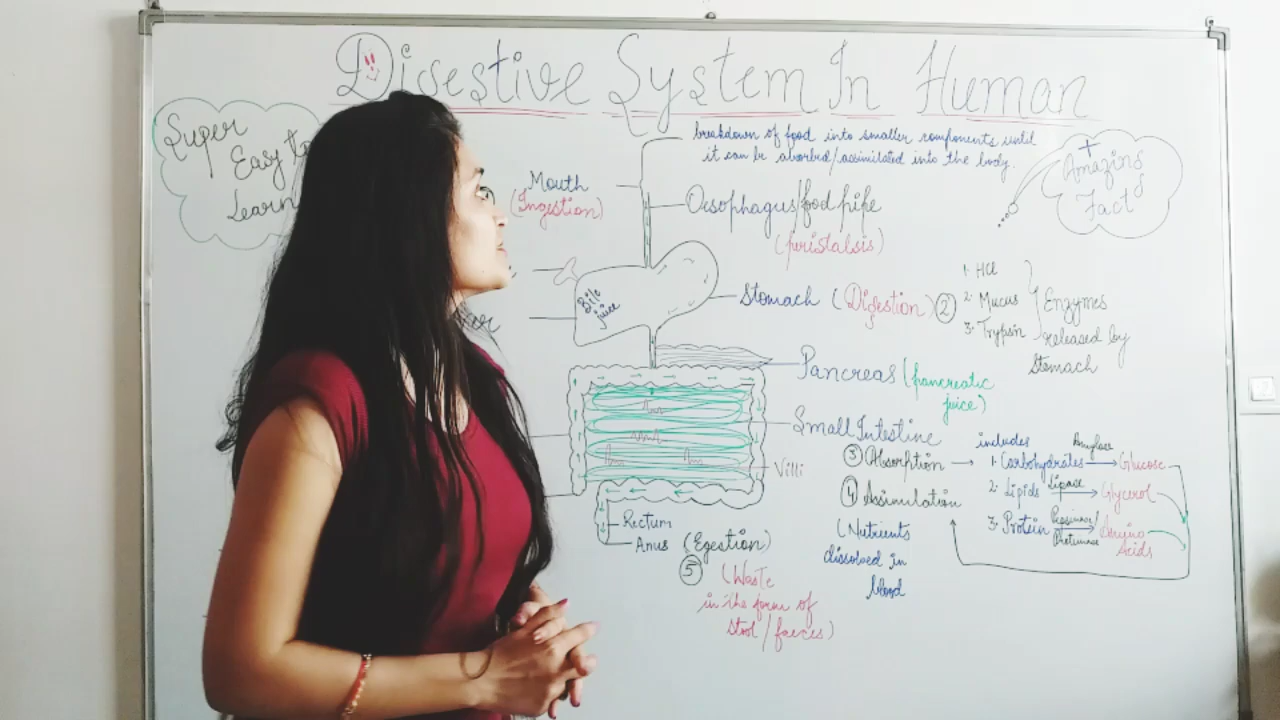 Digestive System In Human
Super
Easy to
Learn
breakdown of food into smaller components until
it can be aborbed/assimilated into the body.
+
Amazing
Fact
Mouth
(Ingestion)
Oesophagus/food pipe
(peristalsis)
Bile
juice
Stomach (Digestion) 2
1. HCl
2. Mucus
3. Trypsin
Enzymes
released by
Stomach
Pancreas (pancreatic
juice)
Small Intestine
3 Absorption
includes
Amylase
1. Carbohydrates Glucose
Lipase
2. Lipids Glycerol
3. Protein Amino
Acids
4 Assimilation
(Nutrients
dissolved in
blood
Villi
Rectum
Anus (Egestion)
5 (Waste
in the form of
stool/faeces)